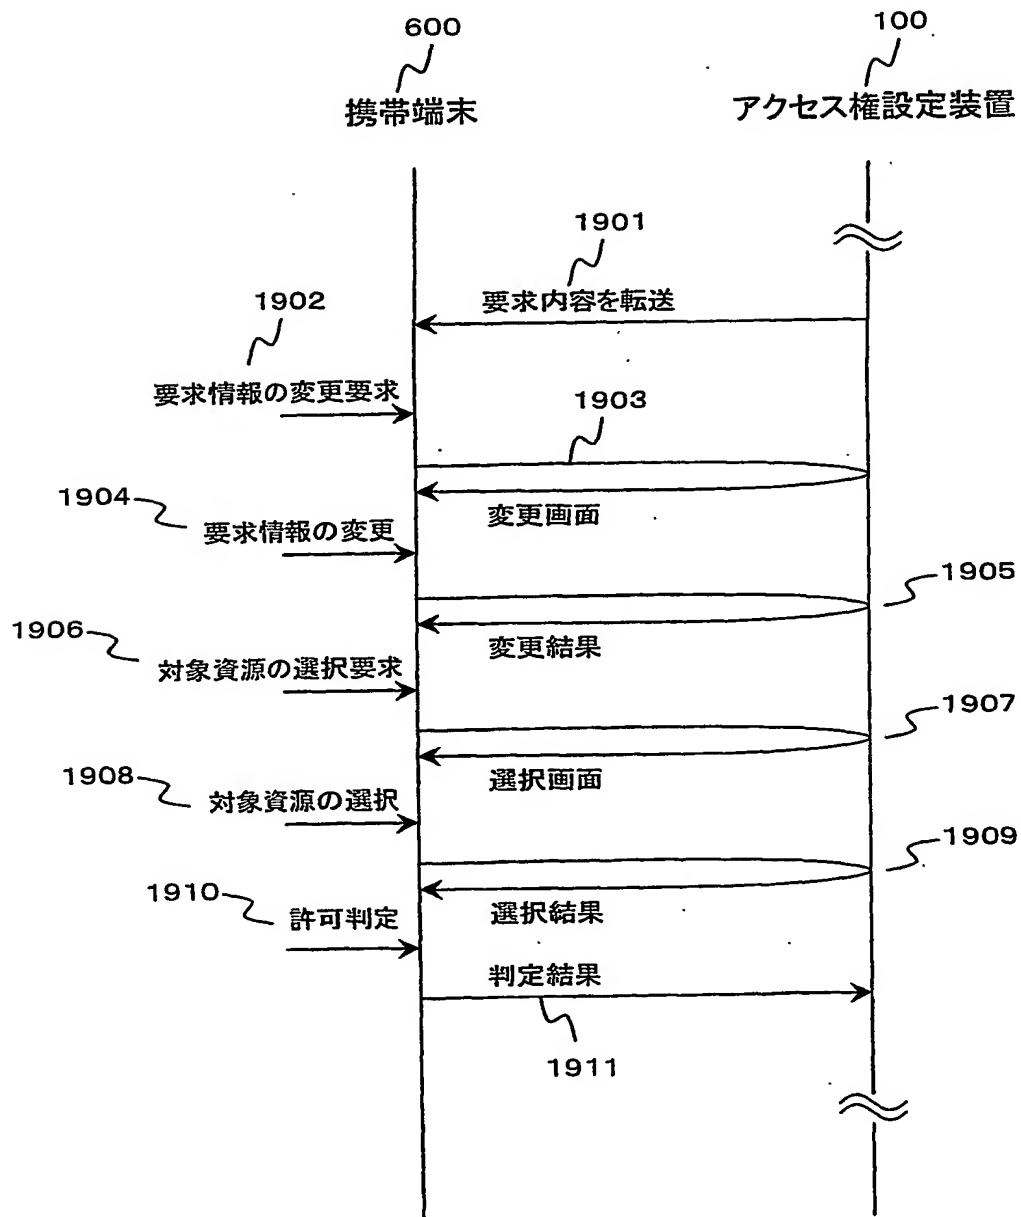 600
100
携帯端末
アクセス権設定装置
1901
要求内容を転送
1902
要求情報の変更要求
1903
変更画面
1904
要求情報の変更
1905
変更結果
1906
対象資源の選択要求
1907
選択画面
1908
対象資源の選択
1909
選択結果
1910
許可判定
判定結果
1911